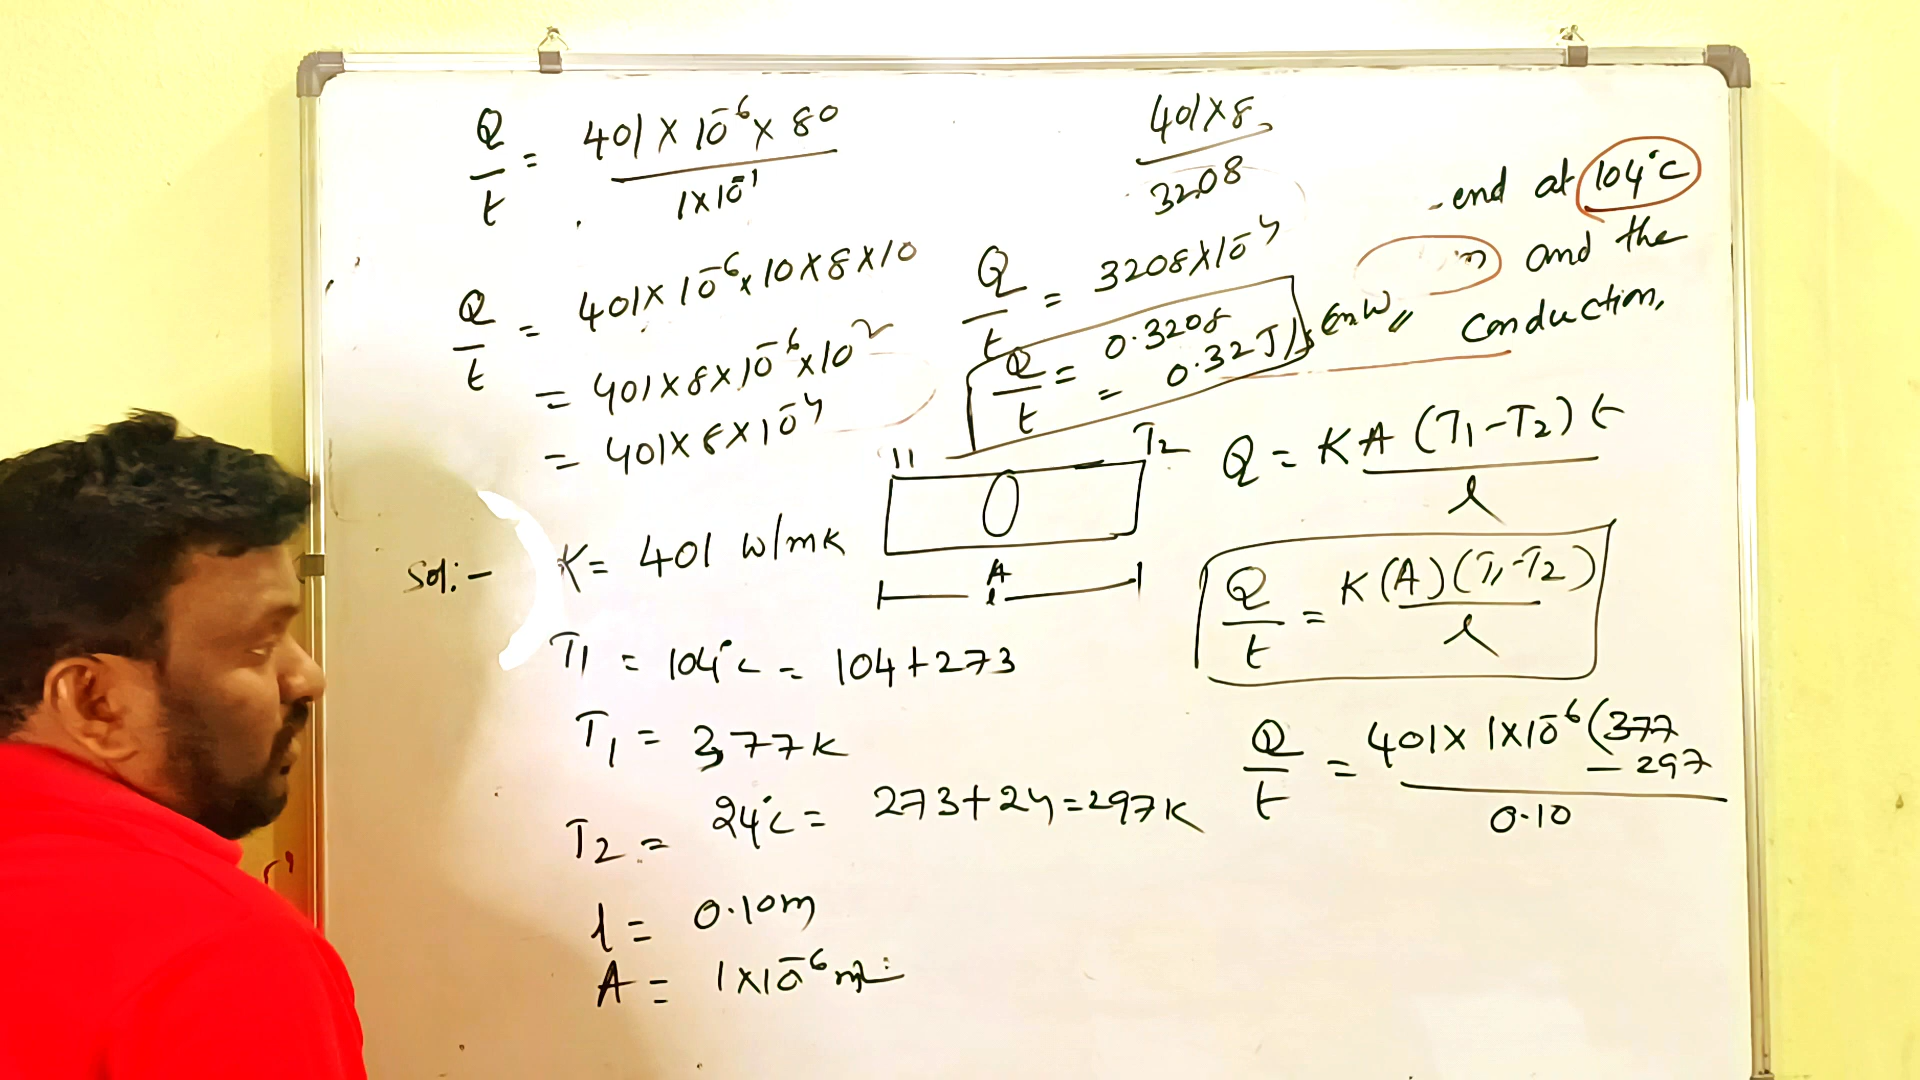 Q/t = 401 × 10⁻⁶ × 80 / 1×10⁻¹
Q/t = 401 × 10⁻⁶ × 10 × 8 × 10
= 401 × 8 × 10⁻⁶ × 10²
= 401 × 8 × 10⁻⁴
401×8
3208
Q/t = 3208×10⁻⁴
Q/t = 0.3208
= 0.32 J/s (or) W //
end at 104°C
and the
conduction,
T2
A
l
Q = KA (T1-T2) t / l
Q/t = K(A)(T1-T2) / l
Q/t = 401× 1×10⁻⁶ (377 - 297 / 0.10
Sol:- K = 401 W/mK
T1 = 104°C = 104+273
T1 = 377K
T2 = 24°C = 273+24=297K
l = 0.10m
A = 1×10⁻⁶ m²